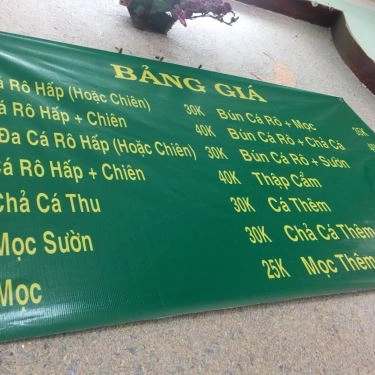 BẢNG GIÁ
Rô Hấp (Hoặc Chiên) 30K Bún Cá Rô + Mọc
Rô Hấp + Chiên 40K Bún Cá Rô + Chả Cá
Đa Cá Rô Hấp (Hoặc Chiên) 30K Bún Cá Rô + Sườn
Rô Hấp + Chiên 40K Thập Cẩm
Chả Cá Thu 30K Cá Thêm
Mọc Sườn 30K Chả Cá Thêm
Mọc 25K Mọc Thêm